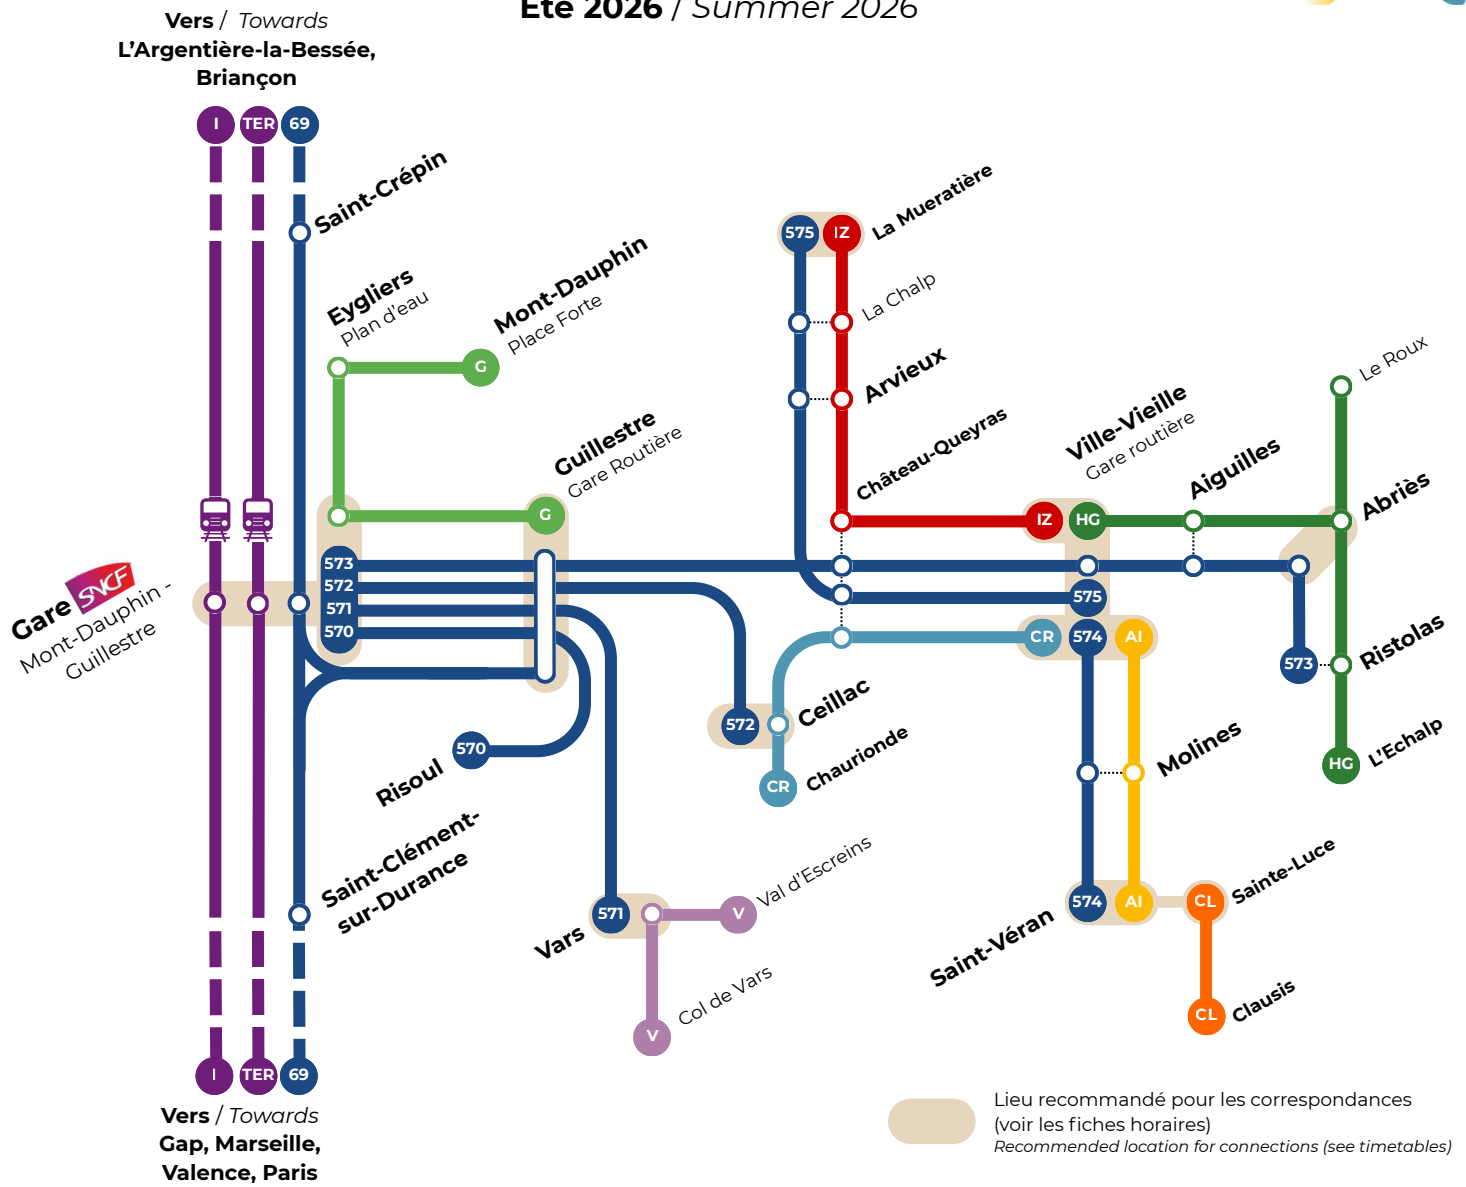 Été 2026 / Summer 2026
Vers / Towards
L’Argentière-la-Bessée,
Briançon
I
TER
69
Saint-Crépin
Eygliers
Plan d’eau
Mont-Dauphin
Place Forte
G
Guillestre
Gare Routière
G
575
IZ
La Mueratière
La Chalp
Arvieux
Château-Queyras
IZ
HG
Ville-Vieille
Gare routière
Aiguilles
Le Roux
Abriès
Gare SNCF
Mont-Dauphin -
Guillestre
573
572
571
570
575
CR
574
AI
573
Ristolas
HG
L’Echalp
572
Ceillac
CR
Chaurionde
570
Risoul
Molines
Saint-Clément-
sur-Durance
571
Vars
V
Val d’Escreins
V
Col de Vars
574
AI
Saint-Véran
CL
Sainte-Luce
CL
Clausis
I
TER
69
Vers / Towards
Gap, Marseille,
Valence, Paris
Lieu recommandé pour les correspondances
(voir les fiches horaires)
Recommended location for connections (see timetables)